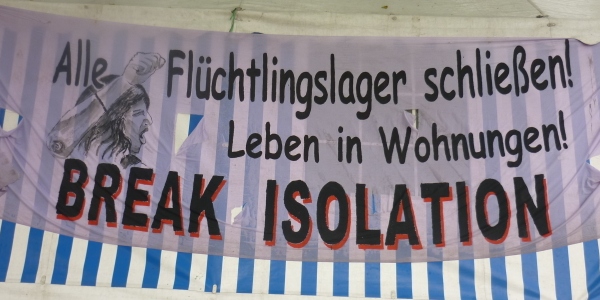 Alle Flüchtlingslager schließen!
Leben in Wohnungen!
BREAK ISOLATION